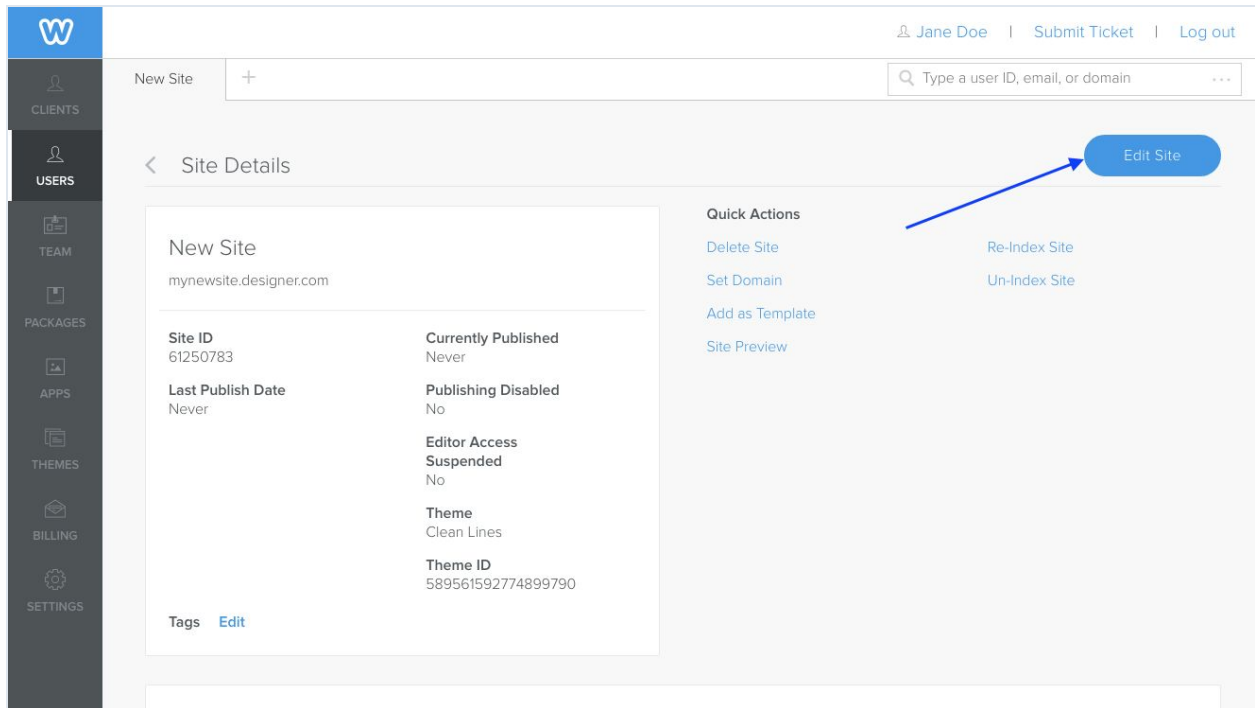 Jane Doe | Submit Ticket | Log out
New Site
Type a user ID, email, or domain
CLIENTS
USERS
TEAM
PACKAGES
APPS
THEMES
BILLING
SETTINGS
Site Details
Edit Site
New Site
mynewsite.designer.com
Site ID
61250783
Last Publish Date
Never
Currently Published
Never
Publishing Disabled
No
Editor Access
Suspended
No
Theme
Clean Lines
Theme ID
589561592774899790
Tags Edit
Quick Actions
Delete Site
Set Domain
Add as Template
Site Preview
Re-Index Site
Un-Index Site